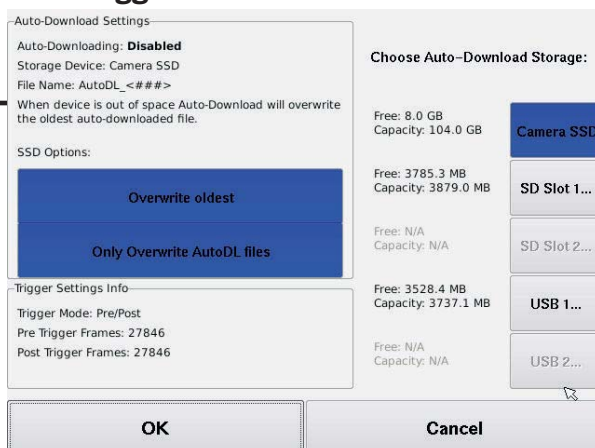 Auto-Download Settings
Auto-Downloading: Disabled
Storage Device: Camera SSD
File Name: AutoDL_<###>
When device is out of space Auto-Download will overwrite
the oldest auto-downloaded file.
SSD Options:
Overwrite oldest
Only Overwrite AutoDL files
Trigger Settings Info
Trigger Mode: Pre/Post
Pre Trigger Frames: 27846
Post Trigger Frames: 27846
Choose Auto-Download Storage:
Free: 8.0 GB
Capacity: 104.0 GB
Camera SSD
Free: 3785.3 MB
Capacity: 3879.0 MB
SD Slot 1...
Free: N/A
Capacity: N/A
SD Slot 2...
Free: 3528.4 MB
Capacity: 3737.1 MB
USB 1...
Free: N/A
Capacity: N/A
USB 2...
OK
Cancel